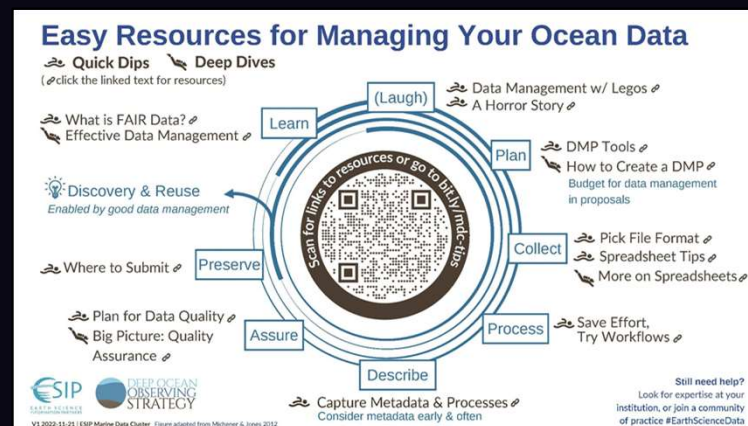 Easy Resources for Managing Your Ocean Data
Quick Dips Deep Dives
(click the linked text for resources)
(Laugh)
Data Management w/ Legos
A Horror Story
Learn
What is FAIR Data?
Effective Data Management
Plan
DMP Tools
How to Create a DMP
Budget for data management
in proposals
Discovery & Reuse
Enabled by good data management
Scan for links to resources or go to bit.ly/mdc-tips
Collect
Pick File Format
Spreadsheet Tips
More on Spreadsheets
Preserve
Where to Submit
Process
Save Effort,
Try Workflows
Assure
Plan for Data Quality
Big Picture: Quality
Assurance
Describe
Capture Metadata & Processes
Consider metadata early & often
ESIP
EARTH SCIENCE
INFORMATION PARTNERS
DEEP OCEAN
OBSERVING
STRATEGY
Still need help?
Look for expertise at your
institution, or join a community
of practice #EarthScienceData
V1 2022-11-21 | ESIP Marine Data Cluster Figure adapted from Michener & Jones 2012